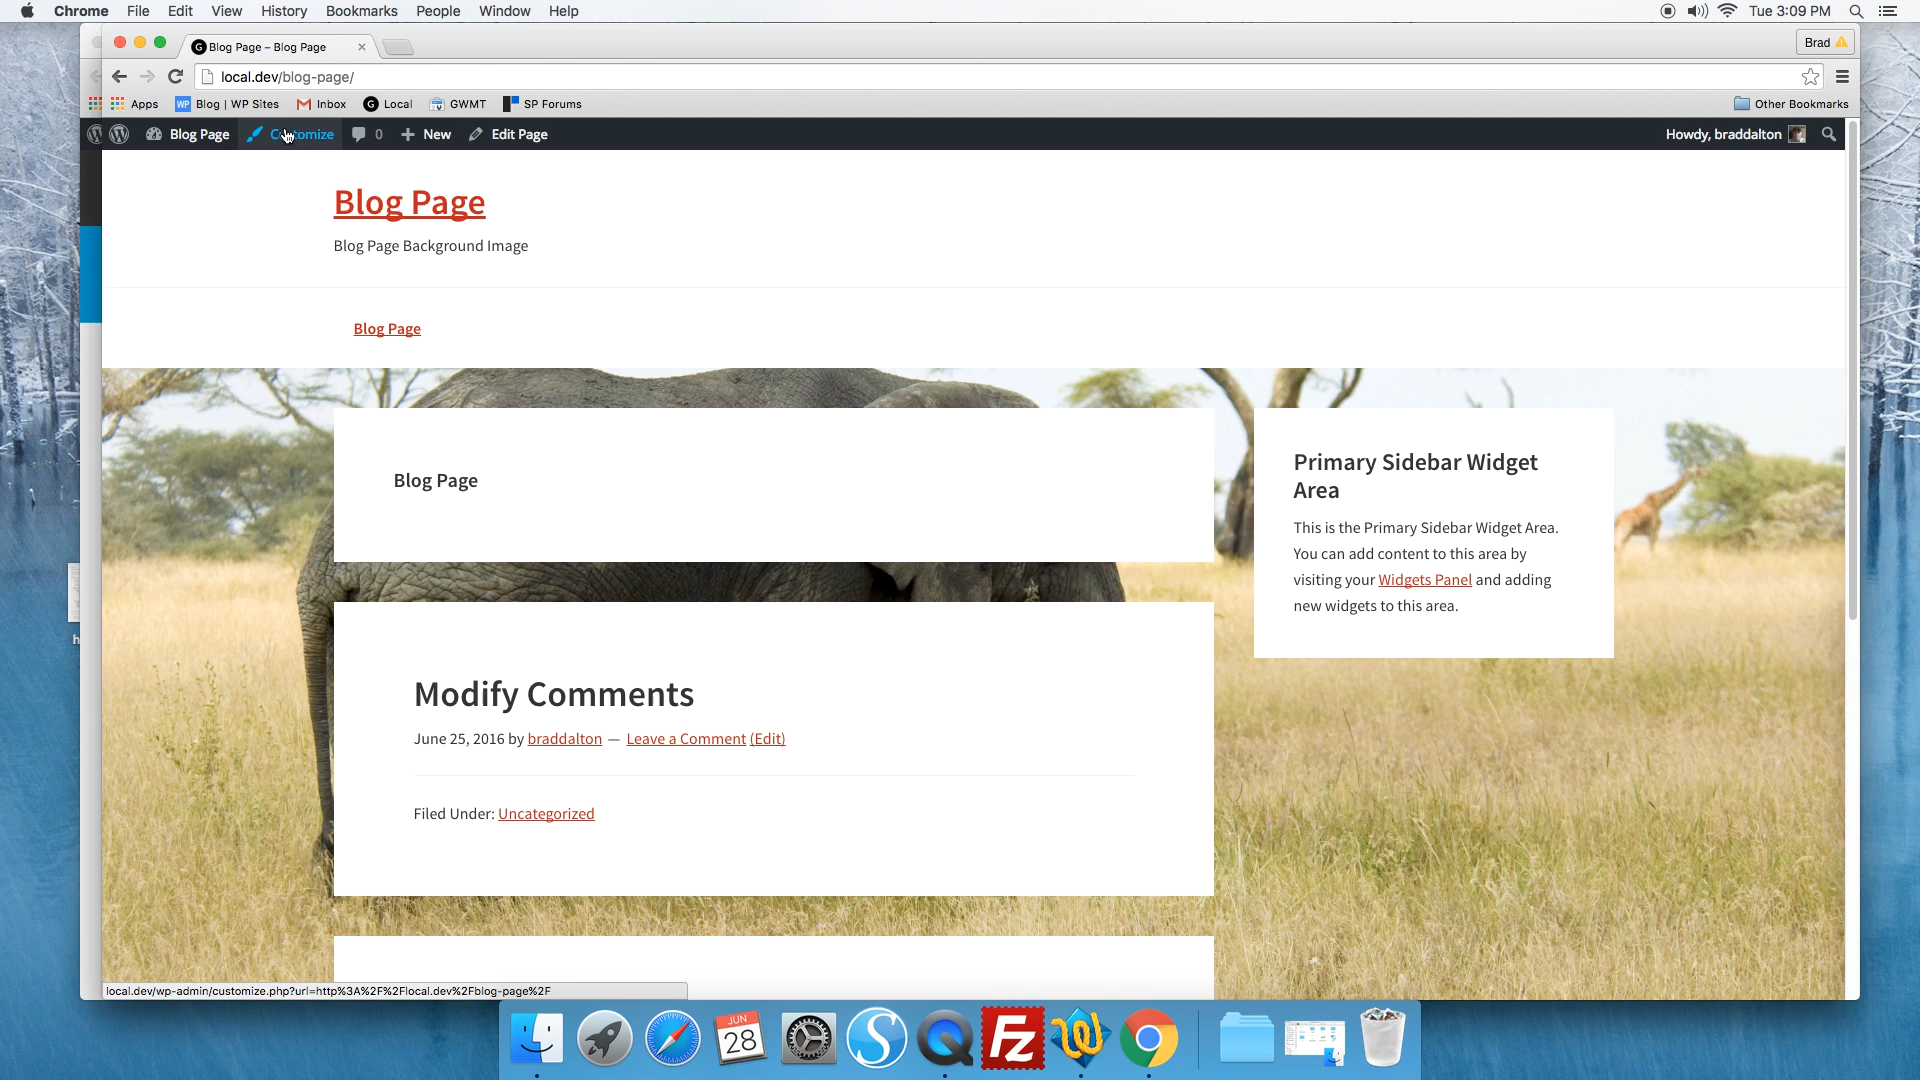 Chrome File Edit View History Bookmarks People Window Help Tue 3:09 PM
Blog Page – Blog Page Brad
local.dev/blog-page/
Apps Blog | WP Sites Inbox Local GWMT SP Forums Other Bookmarks
Blog Page Customize 0 New Edit Page Howdy, braddalton
Blog Page
Blog Page Background Image
Blog Page
Blog Page
Primary Sidebar Widget
Area
This is the Primary Sidebar Widget Area.
You can add content to this area by
visiting your Widgets Panel and adding
new widgets to this area.
Modify Comments
June 25, 2016 by braddalton — Leave a Comment (Edit)
Filed Under: Uncategorized
local.dev/wp-admin/customize.php?url=http%3A%2F%2Flocal.dev%2Fblog-page%2F
JUN
28
Fz